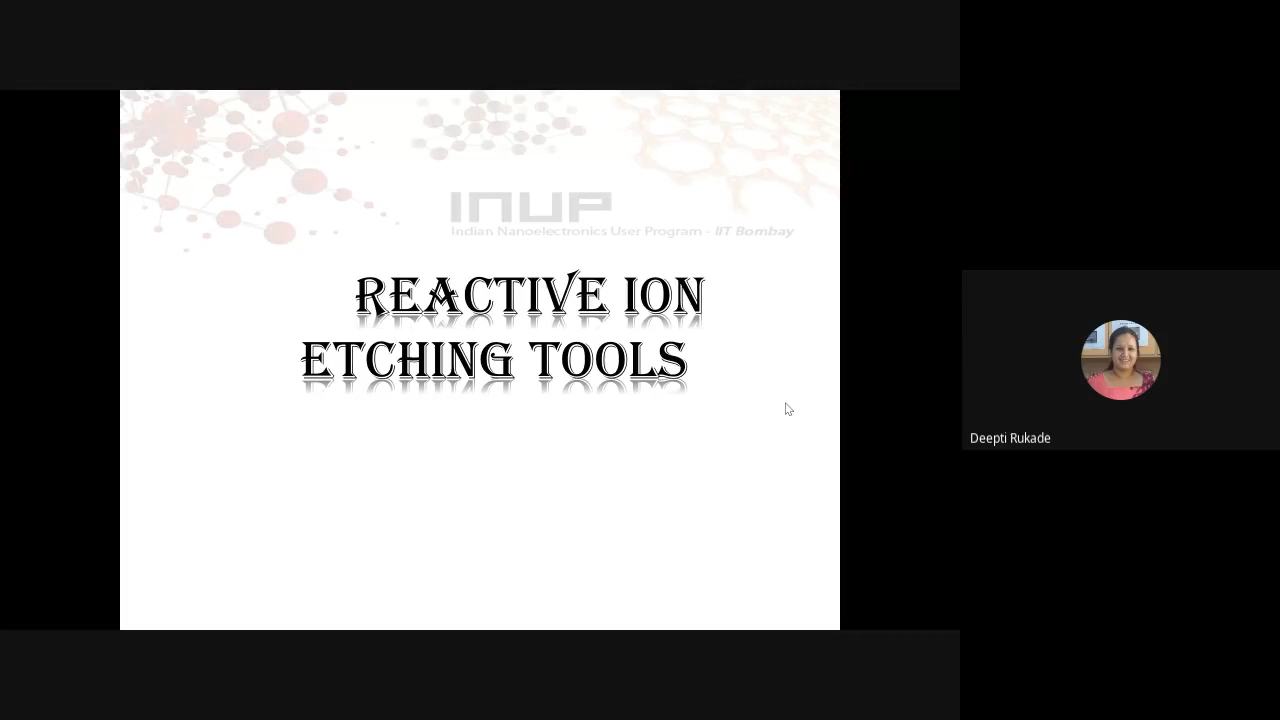 INUP
Indian Nanoelectronics User Program - IIT Bombay
REACTIVE ION
ETCHING TOOLS
Deepti Rukade